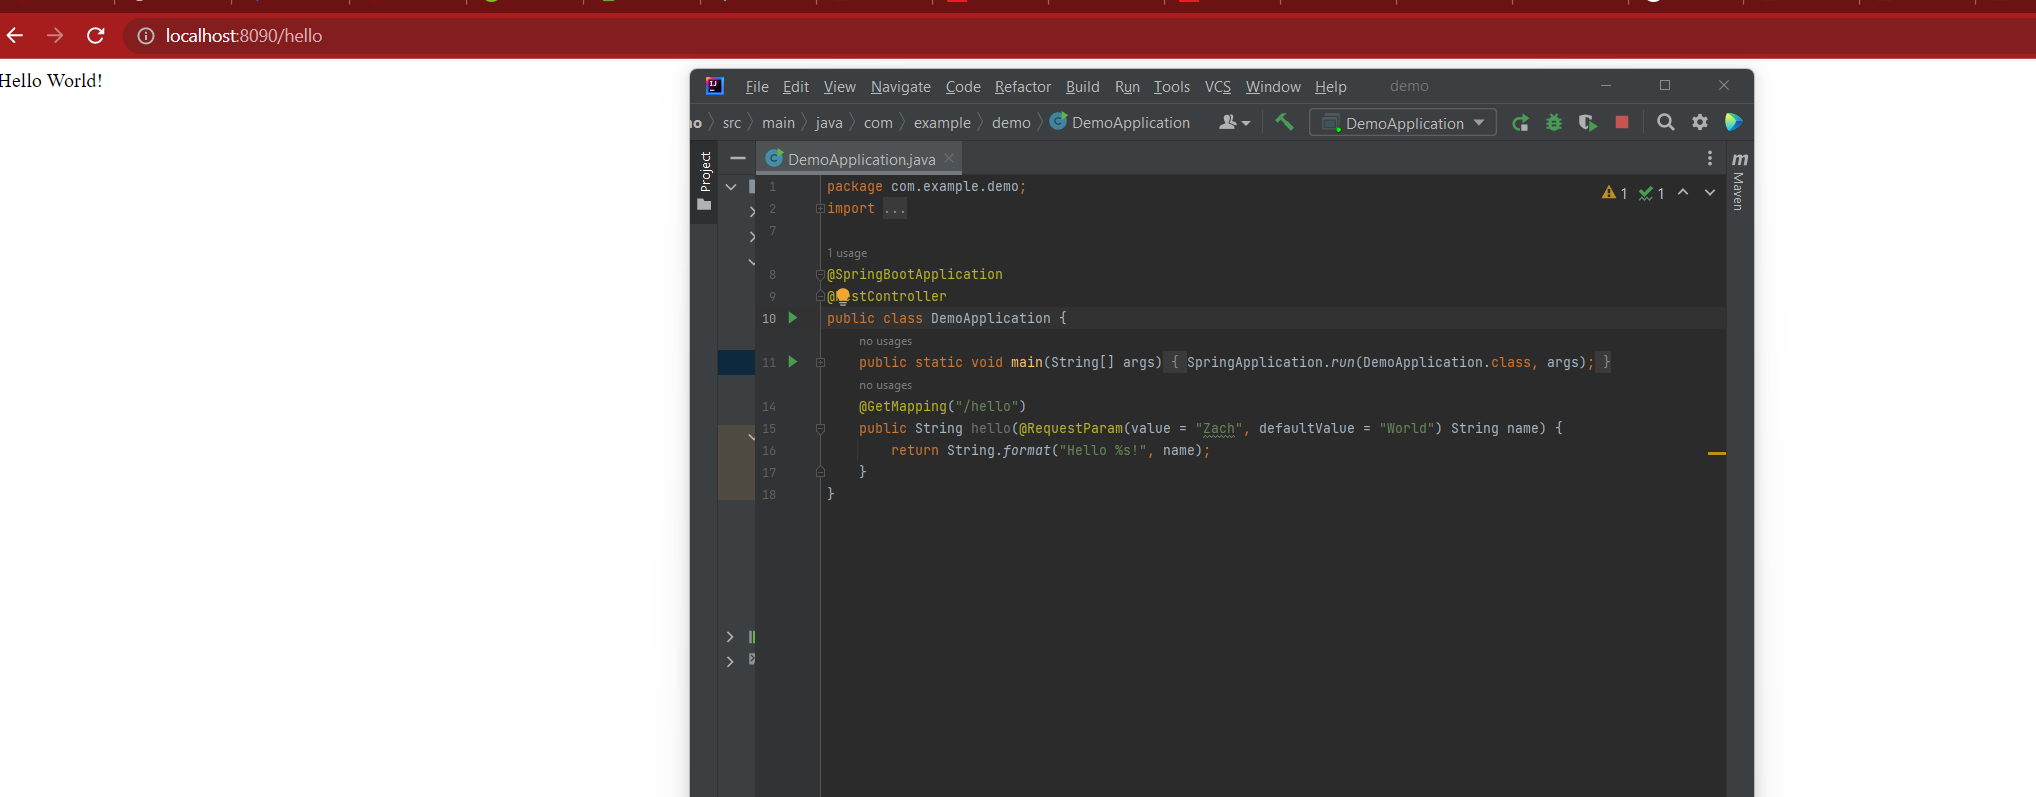 localhost:8090/hello
Hello World!
File Edit View Navigate Code Refactor Build Run Tools VCS Window Help demo
src main java com example demo DemoApplication DemoApplication
Project
DemoApplication.java
Maven
1 package com.example.demo; 1 1
2 import ...
7
1 usage
8 @SpringBootApplication
9 @RestController
10 public class DemoApplication {
no usages
11 public static void main(String[] args) { SpringApplication.run(DemoApplication.class, args); }
no usages
14 @GetMapping("/hello")
15 public String hello(@RequestParam(value = "Zach", defaultValue = "World") String name) {
16 return String.format("Hello %s!", name);
17 }
18 }